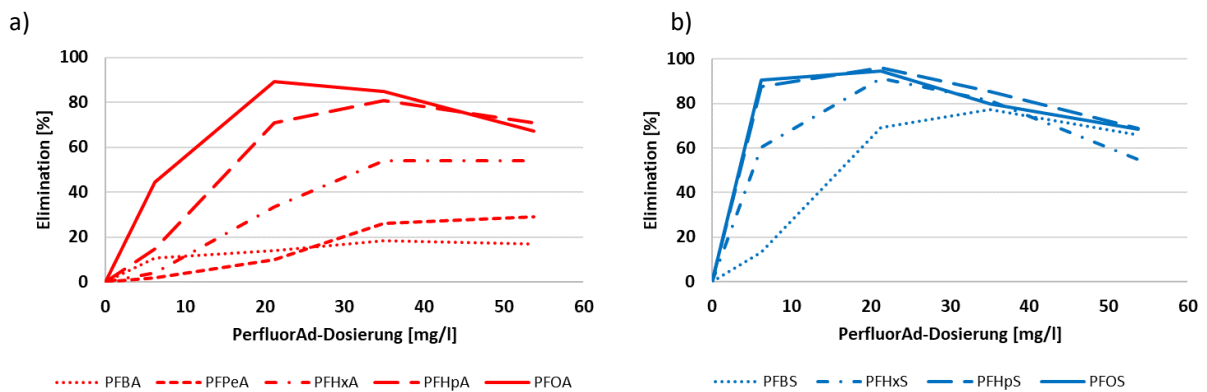 a)
100
80
60
40
20
0
Elimination [%]
0 10 20 30 40 50 60
PerfluorAd-Dosierung [mg/l]
PFBA PFPeA PFHxA PFHpA PFOA
b)
100
80
60
40
20
0
Elimination [%]
0 10 20 30 40 50 60
PerfluorAd-Dosierung [mg/l]
PFBS PFHxS PFHpS PFOS